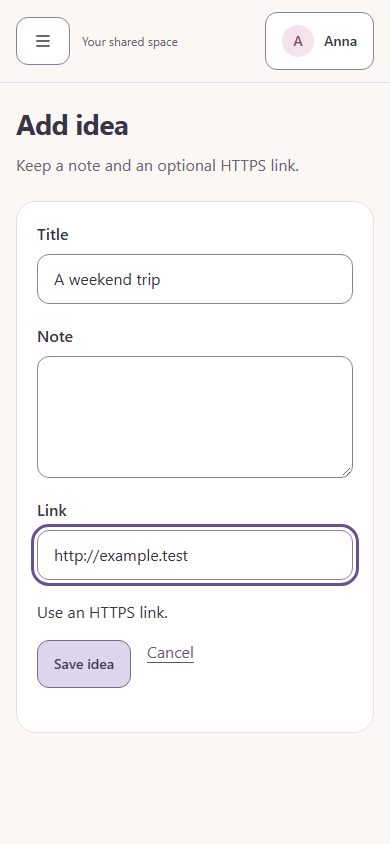 Your shared space
A
Anna
Add idea
Keep a note and an optional HTTPS link.
Title
A weekend trip
Note
Link
http://example.test
Use an HTTPS link.
Save idea
Cancel